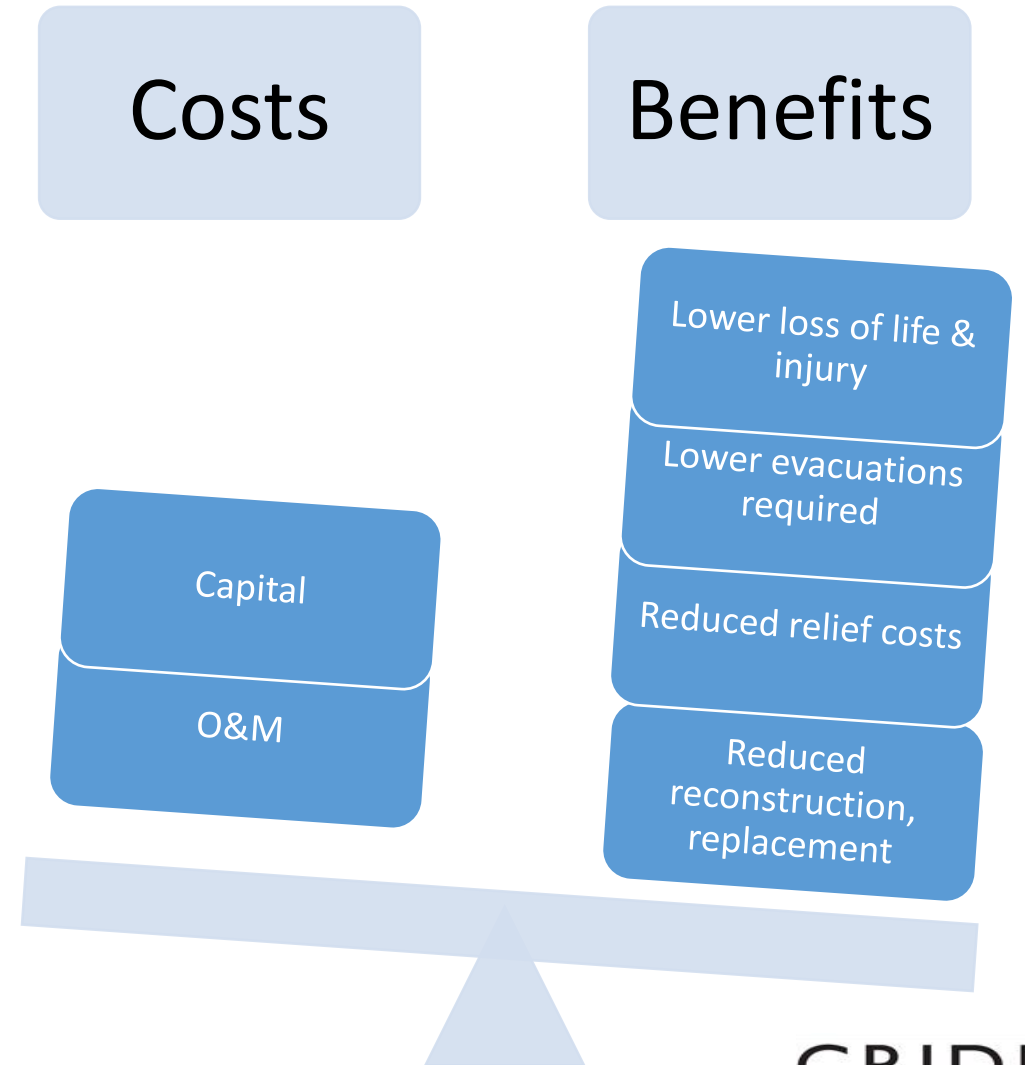 Costs
Benefits
Lower loss of life &
injury
Lower evacuations
required
Reduced relief costs
Reduced
reconstruction,
replacement
Capital
O&M